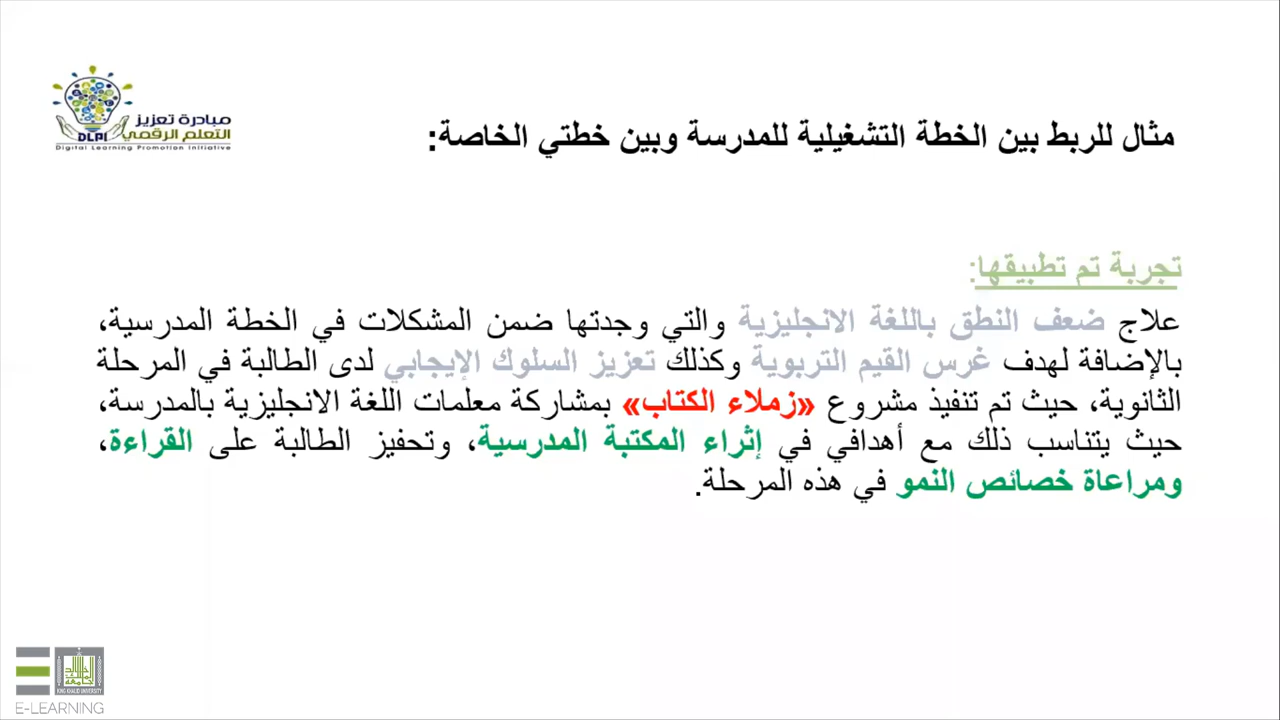 مبادرة تعزيز
التعلم الرقمي
DLPI
Digital Learning Promotion Initiative
مثال للربط بين الخطة التشغيلية للمدرسة وبين خطتي الخاصة:
تجربة تم تطبيقها:
علاج ضعف النطق باللغة الانجليزية والتي وجدتها ضمن المشكلات في الخطة المدرسية،
بالإضافة لهدف غرس القيم التربوية وكذلك تعزيز السلوك الإيجابي لدى الطالبة في المرحلة
الثانوية، حيث تم تنفيذ مشروع «زملاء الكتاب» بمشاركة معلمات اللغة الانجليزية بالمدرسة،
حيث يتناسب ذلك مع أهدافي في إثراء المكتبة المدرسية، وتحفيز الطالبة على القراءة،
ومراعاة خصائص النمو في هذه المرحلة.
KING KHALID UNIVERSITY
E-LEARNING